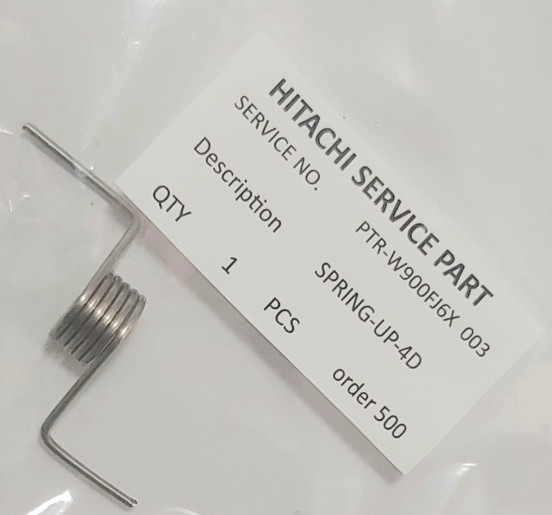 HITACHI SERVICE PART
SERVICE NO. PTR-W900FJ6X 003
Description SPRING-UP-4D
QTY 1 PCS order 500